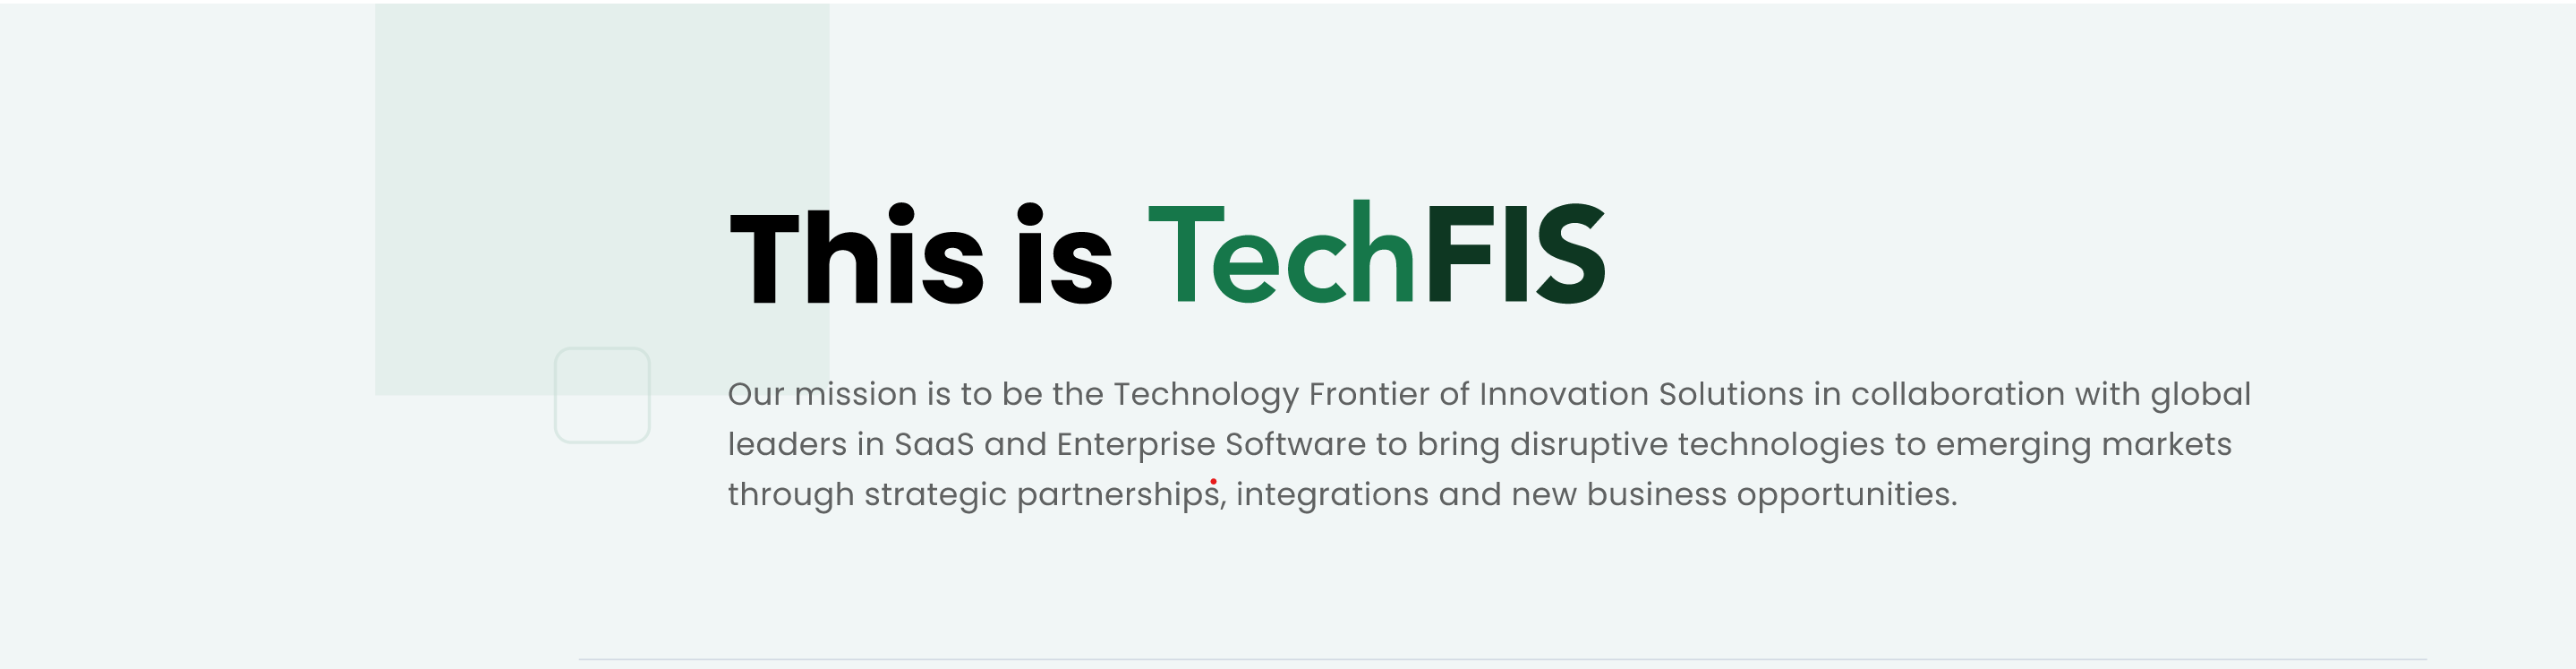 This is TechFIS
Our mission is to be the Technology Frontier of Innovation Solutions in collaboration with global
leaders in SaaS and Enterprise Software to bring disruptive technologies to emerging markets
through strategic partnerships, integrations and new business opportunities.